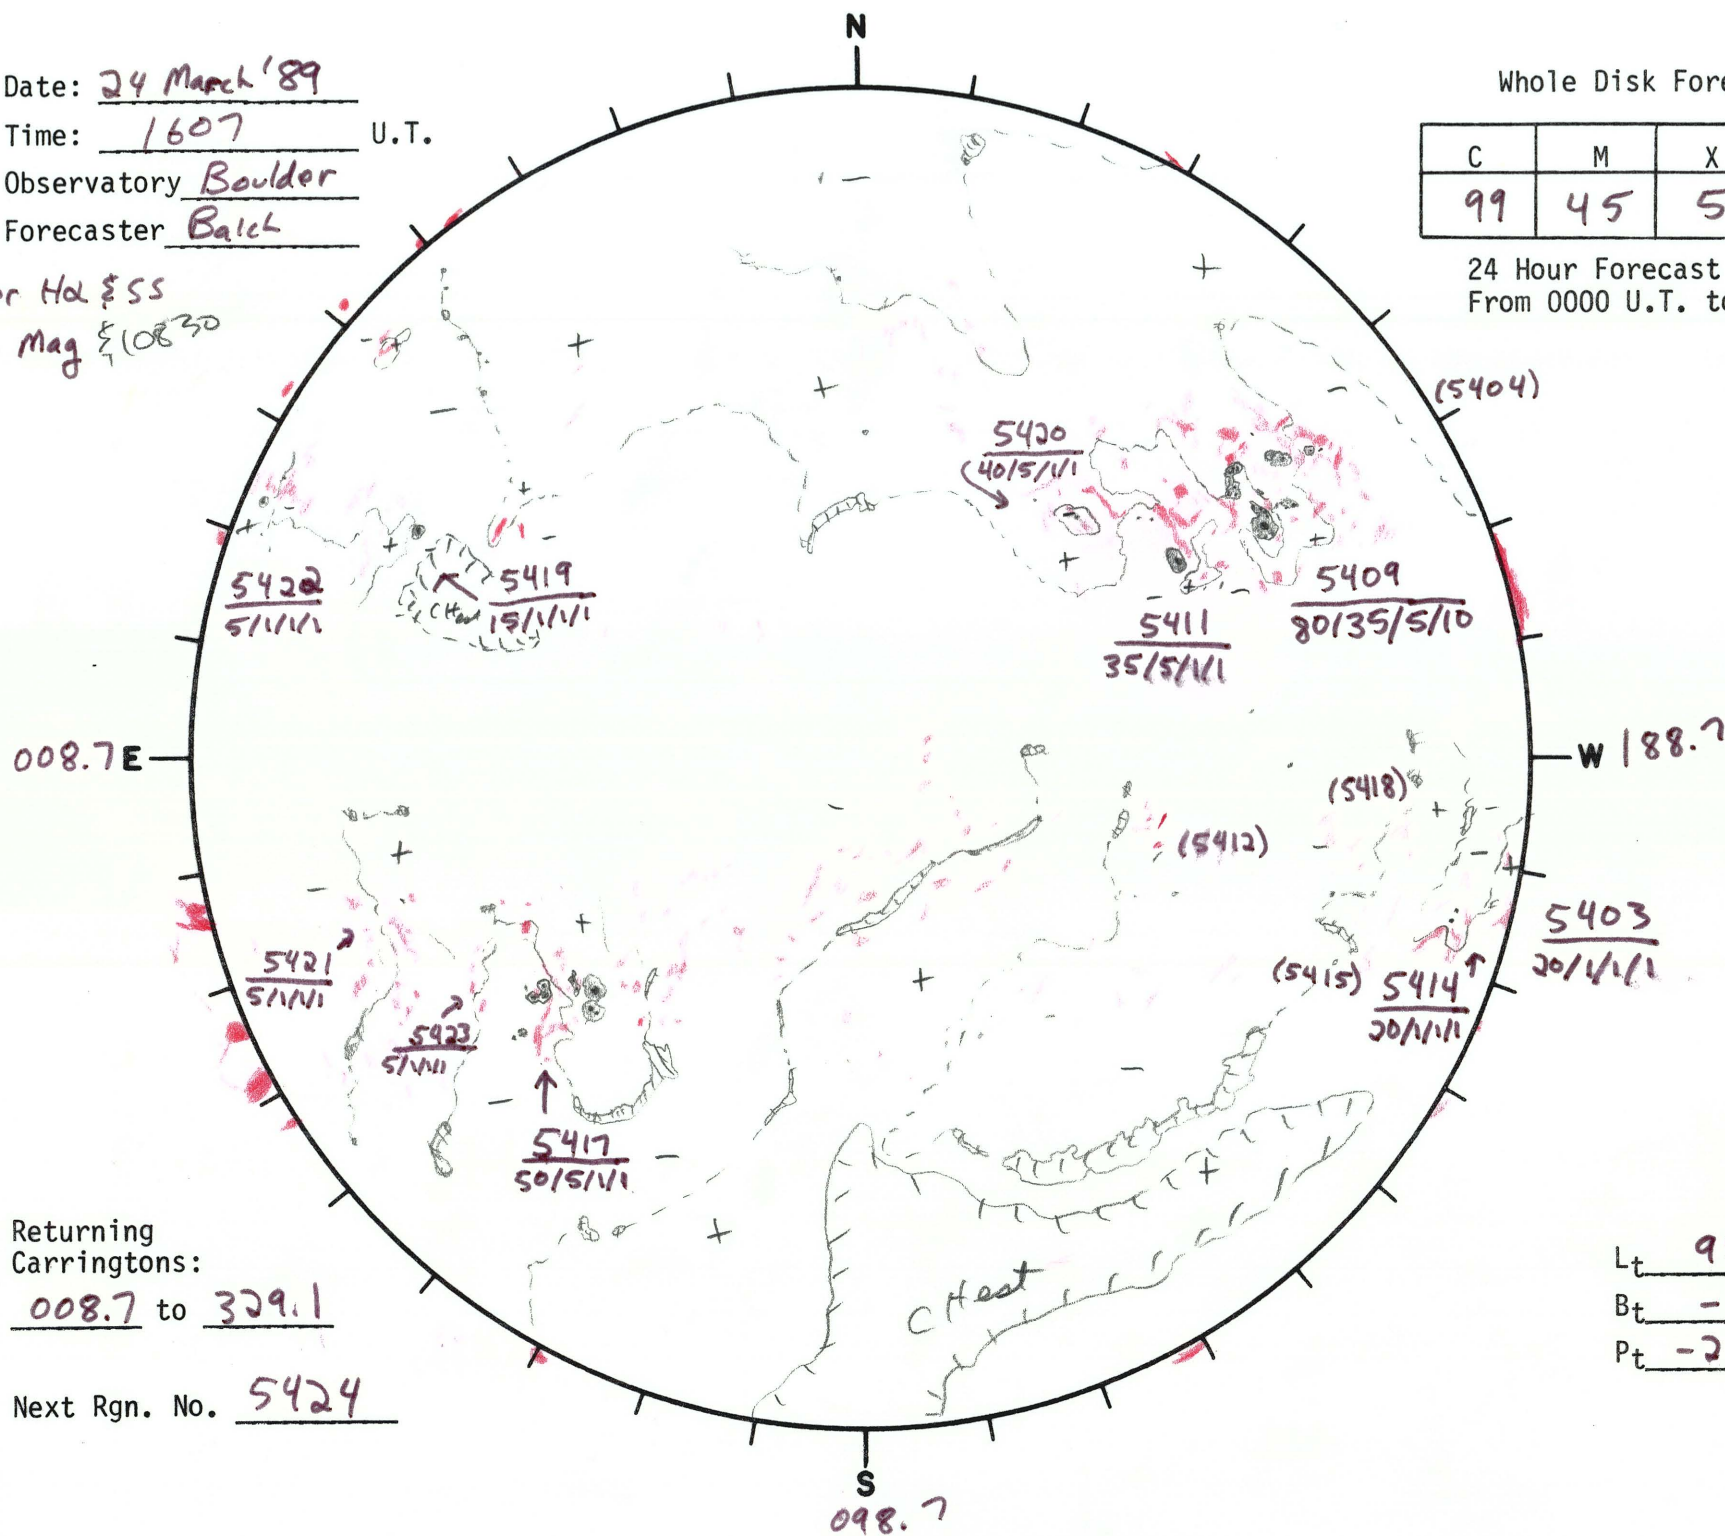 N
Date: 24 March '89
Time: 1607 U.T.
Observatory Boulder
Forecaster Balch
r Hα & SS
Mag & 10830
Whole Disk Fore
C M X
99 45 5
24 Hour Forecast
From 0000 U.T. to
(5404)
5420
40/5/1/1
5422
5/1/1/1
5419
15/1/1/1
CHest
5409
80/35/5/10
5411
35/5/1/1
008.7 E
W 188.7
(5418)
(5412)
5421
5/1/1/1
5423
5/1/1/1
(5415)
5414
20/1/1/1
5403
20/1/1/1
5417
50/5/1/1
Returning
Carringtons:
008.7 to 329.1
Next Rgn. No. 5424
CHest
Lt 9
Bt -
Pt -2
S
098.7